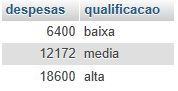 despesas qualificacao
6400 baixa
12172 media
18600 alta